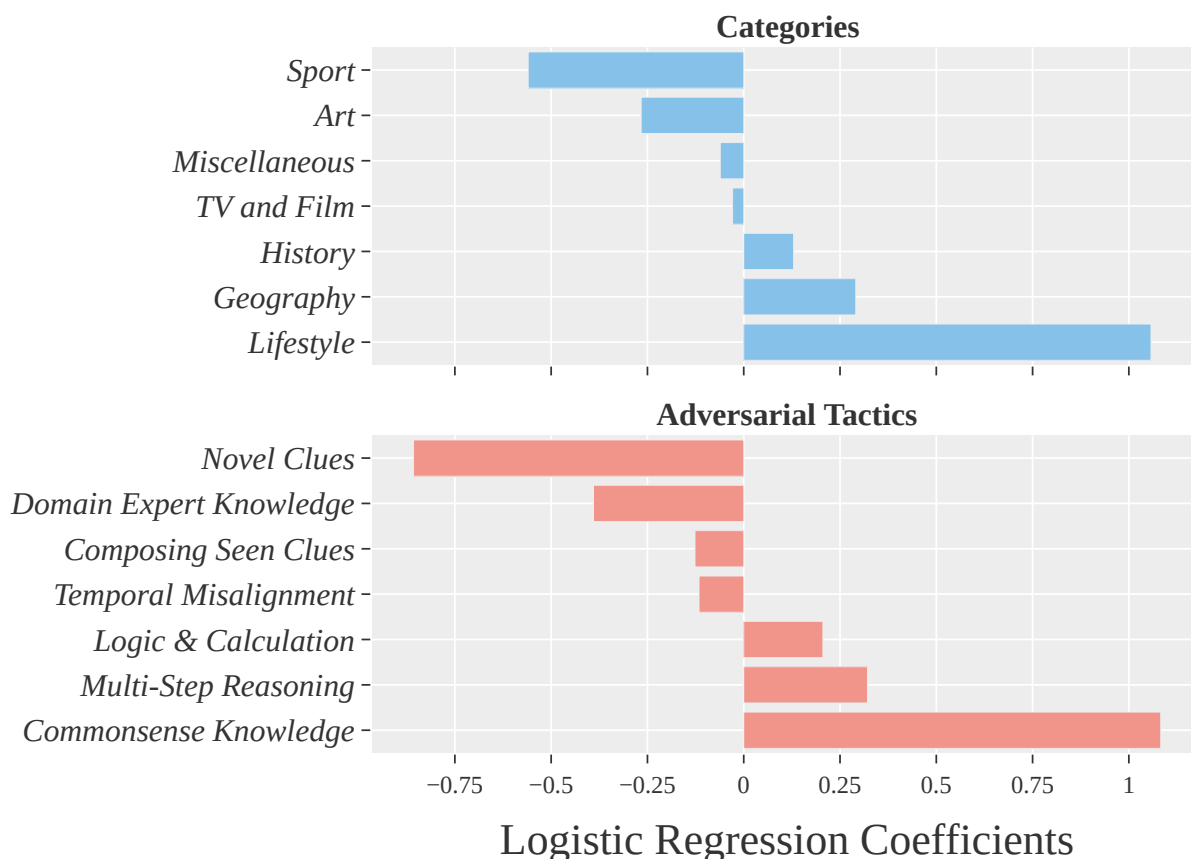 Categories
Sport
Art
Miscellaneous
TV and Film
History
Geography
Lifestyle
Adversarial Tactics
Novel Clues
Domain Expert Knowledge
Composing Seen Clues
Temporal Misalignment
Logic & Calculation
Multi-Step Reasoning
Commonsense Knowledge
−0.75 −0.5 −0.25 0 0.25 0.5 0.75 1
Logistic Regression Coefficients